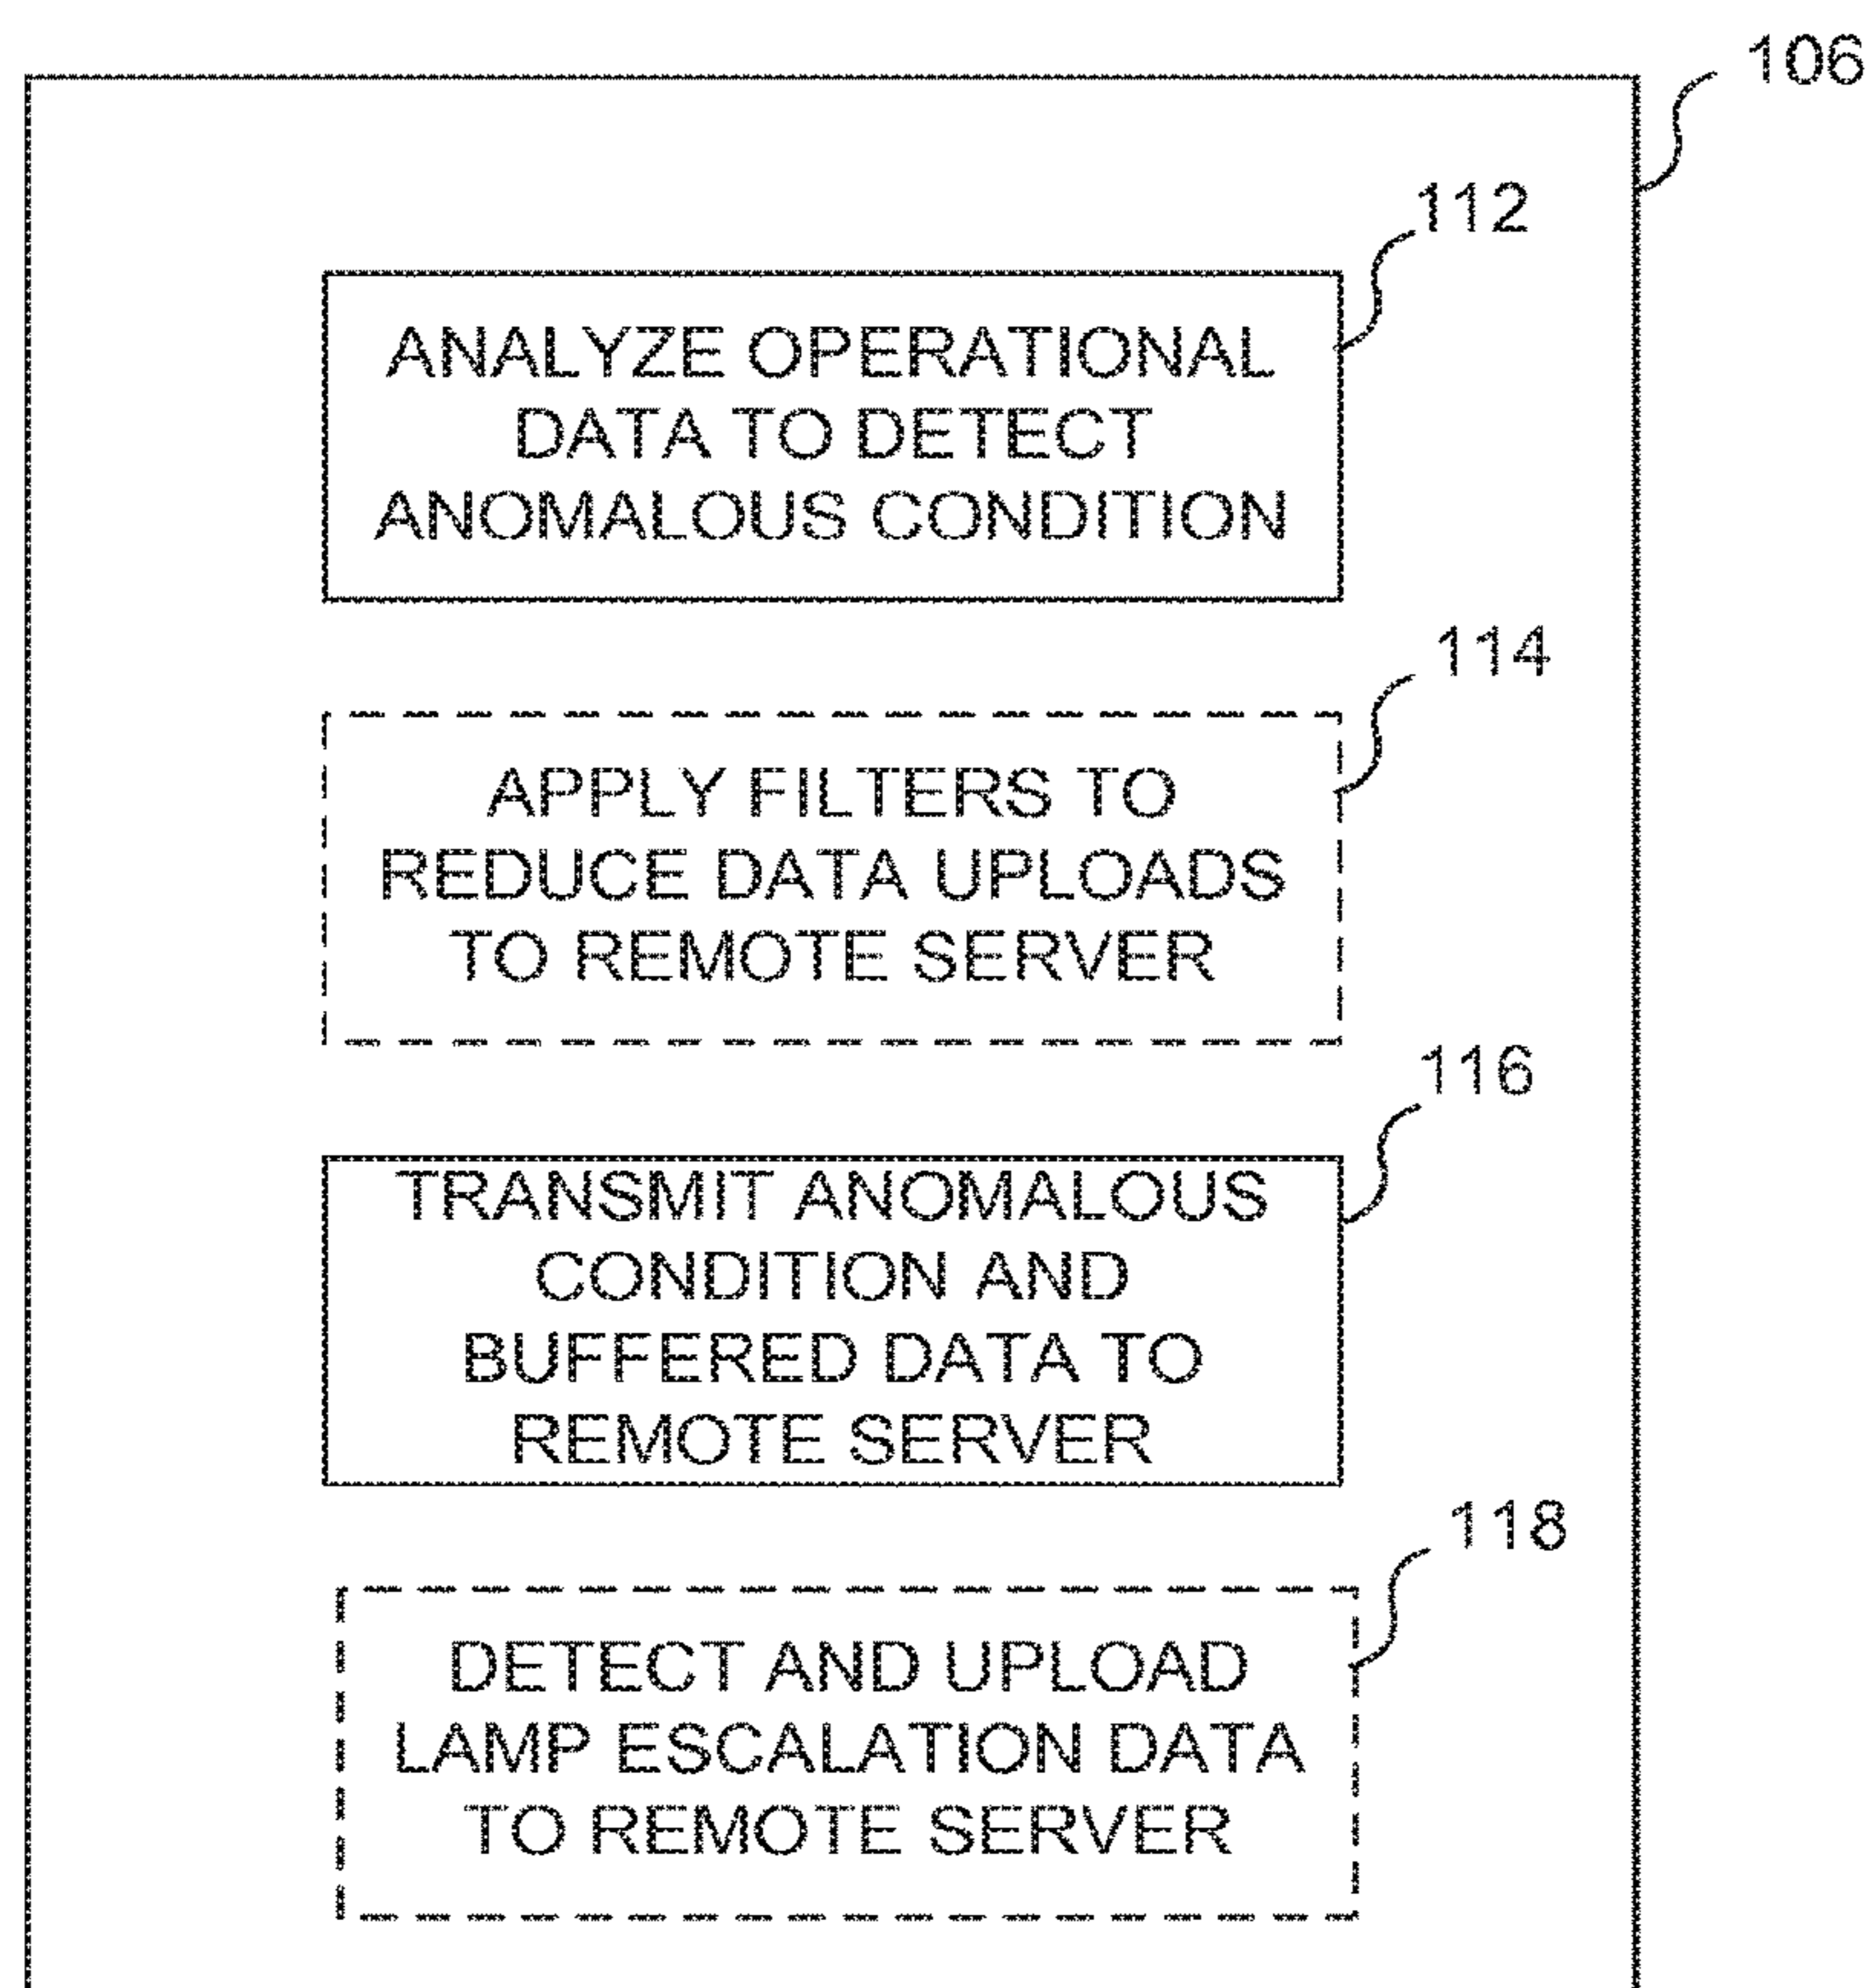 106
112
ANALYZE OPERATIONAL
DATA TO DETECT
ANOMALOUS CONDITION
114
APPLY FILTERS TO
REDUCE DATA UPLOADS
TO REMOTE SERVER
116
TRANSMIT ANOMALOUS
CONDITION AND
BUFFERED DATA TO
REMOTE SERVER
118
DETECT AND UPLOAD
LAMP ESCALATION DATA
TO REMOTE SERVER